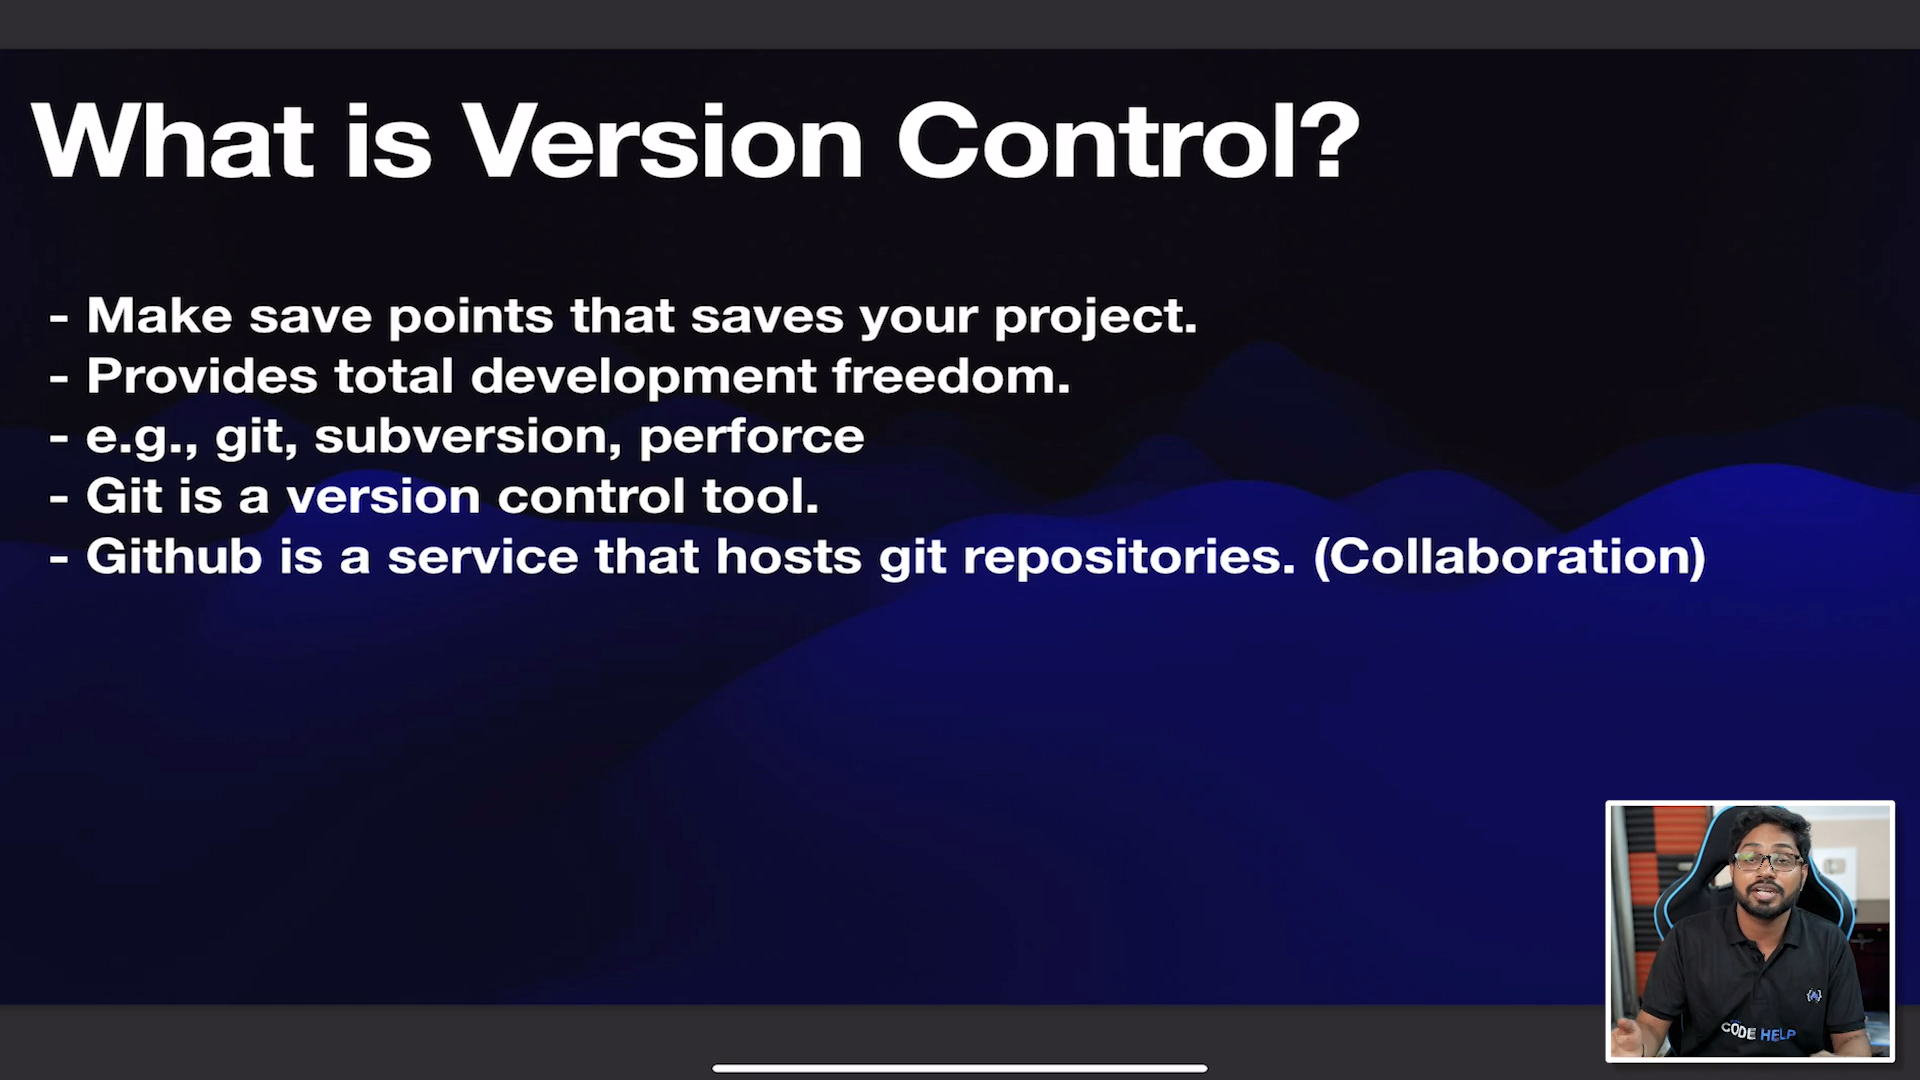 What is Version Control?
- Make save points that saves your project.
- Provides total development freedom.
- e.g., git, subversion, perforce
- Git is a version control tool.
- Github is a service that hosts git repositories. (Collaboration)
CODE HELP